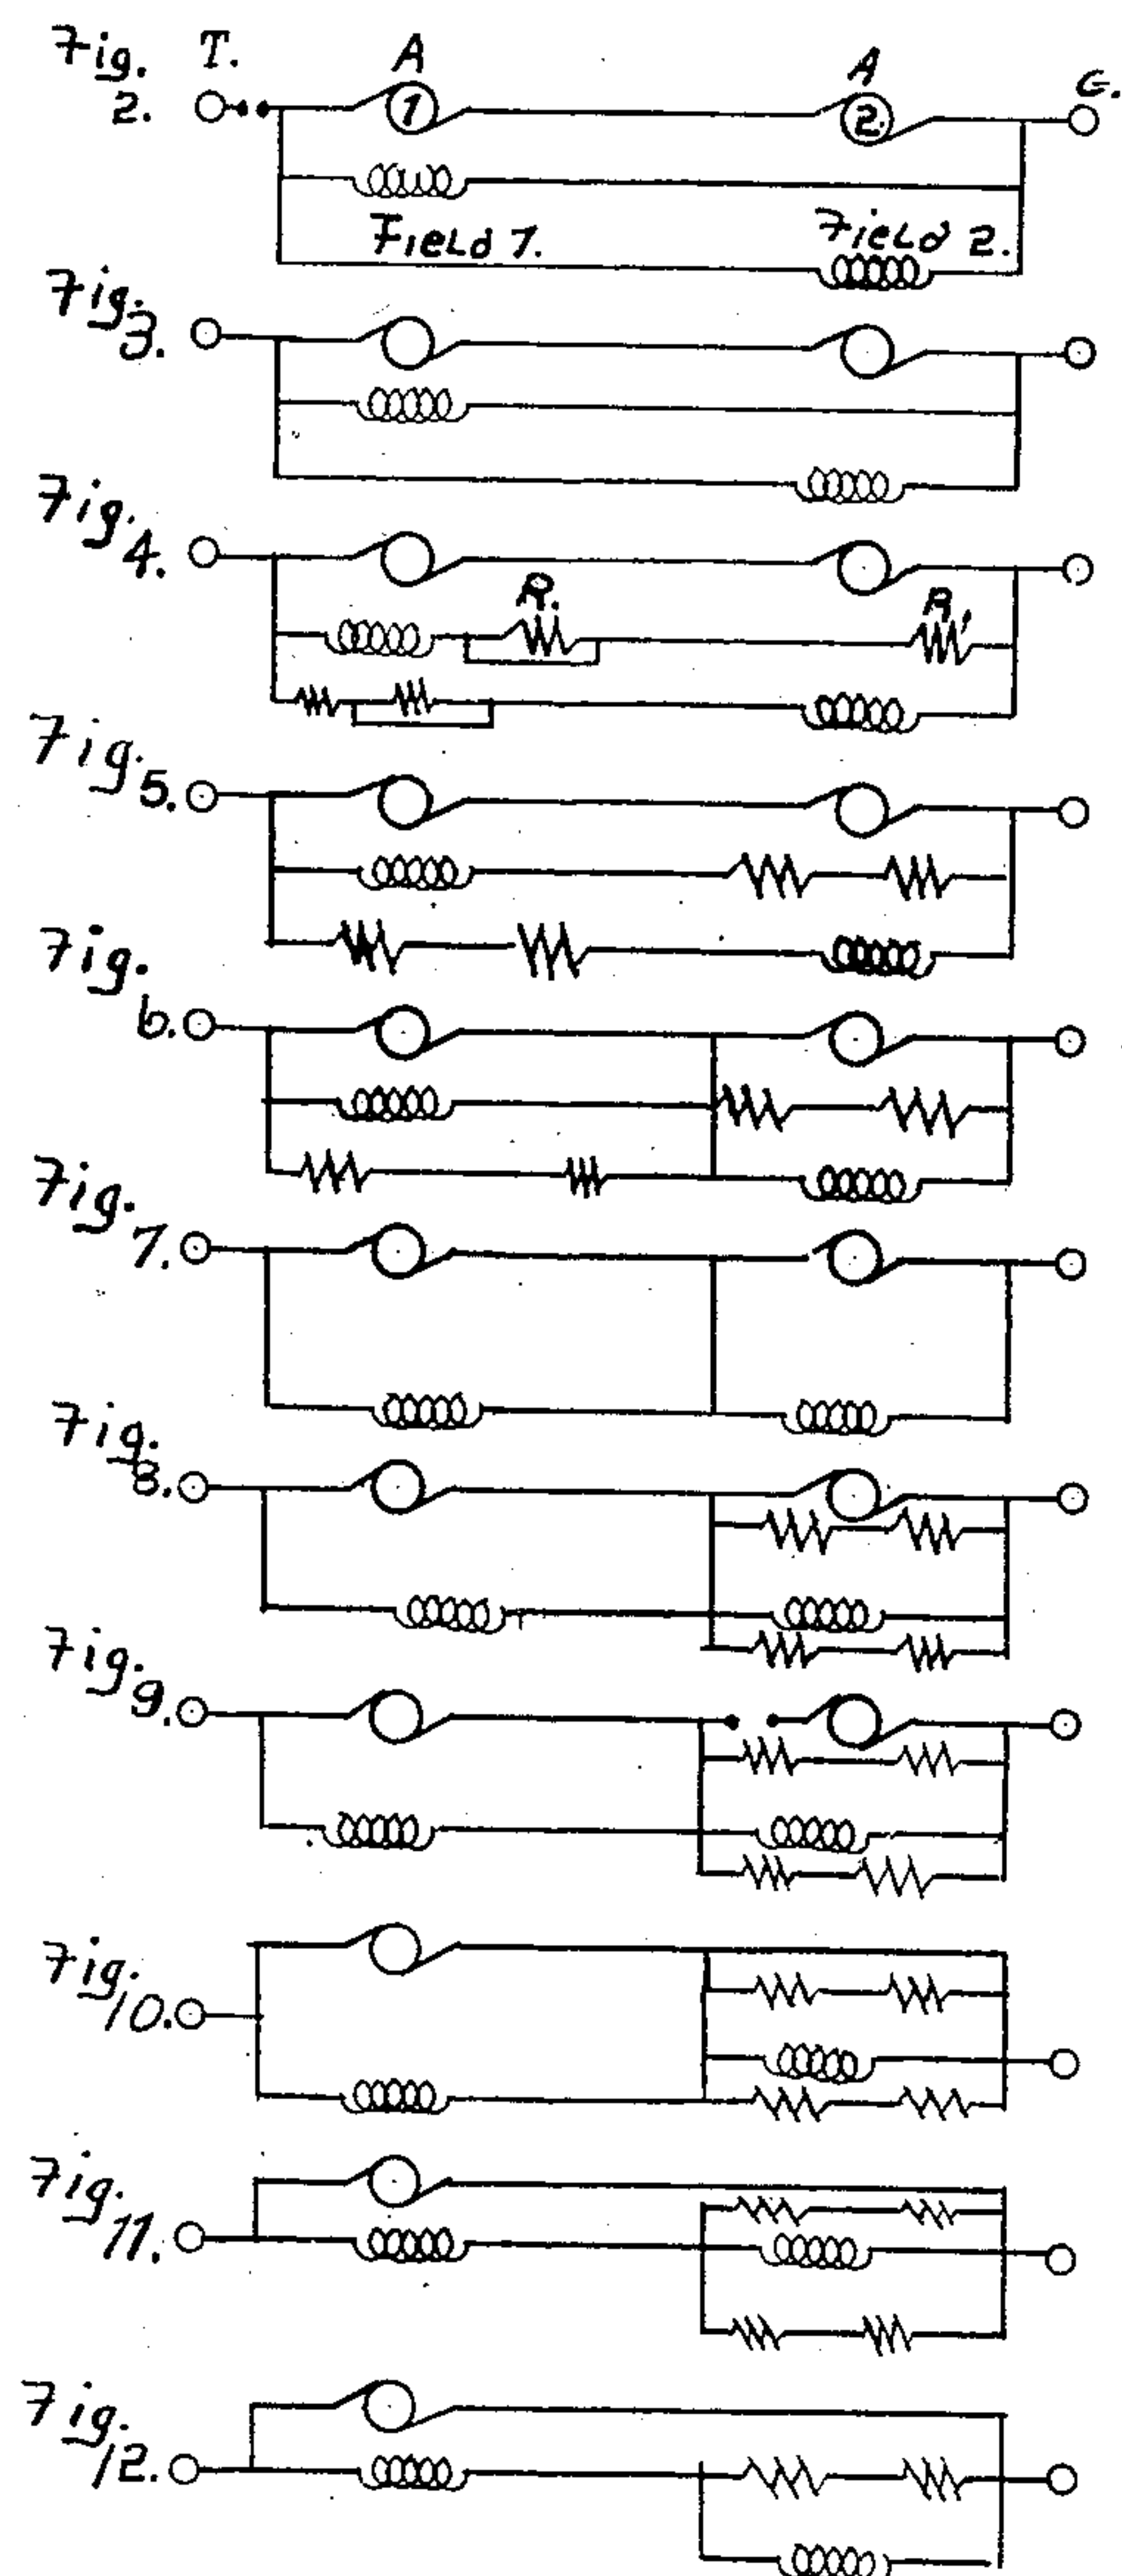 Fig. T. A A G.
2. 1 2.
Field 1. Field 2.
Fig.
3.
Fig.
4.
R. R,
Fig.
5.
Fig.
6.
Fig.
7.
Fig.
8.
Fig.
9.
Fig.
10.
Fig.
11.
Fig.
12.